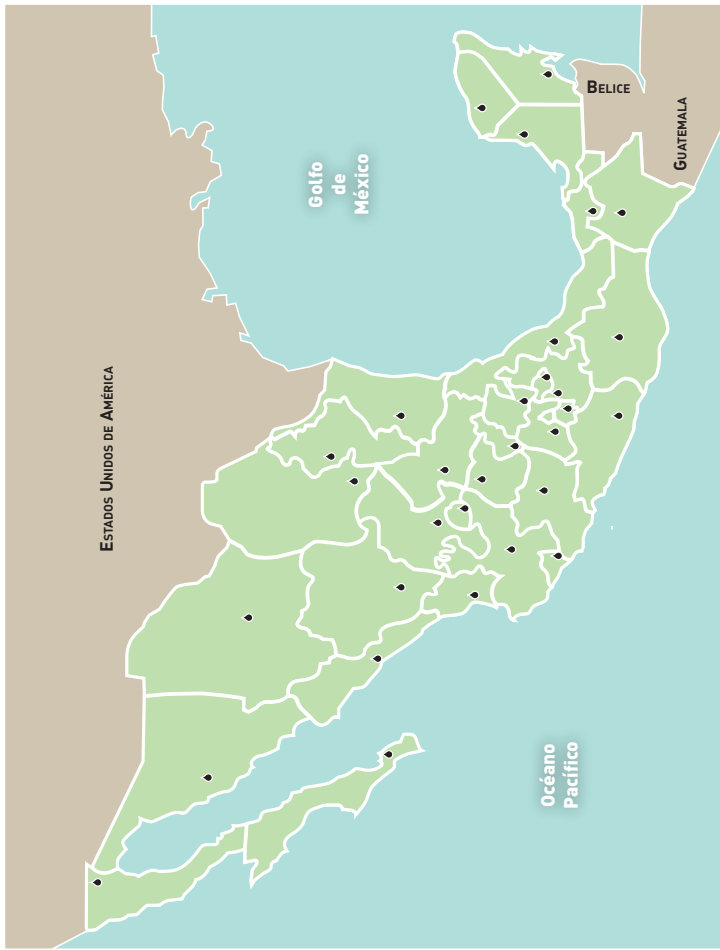 Estados Unidos de América
Golfo
de
México
Belice
Guatemala
Océano
Pacífico